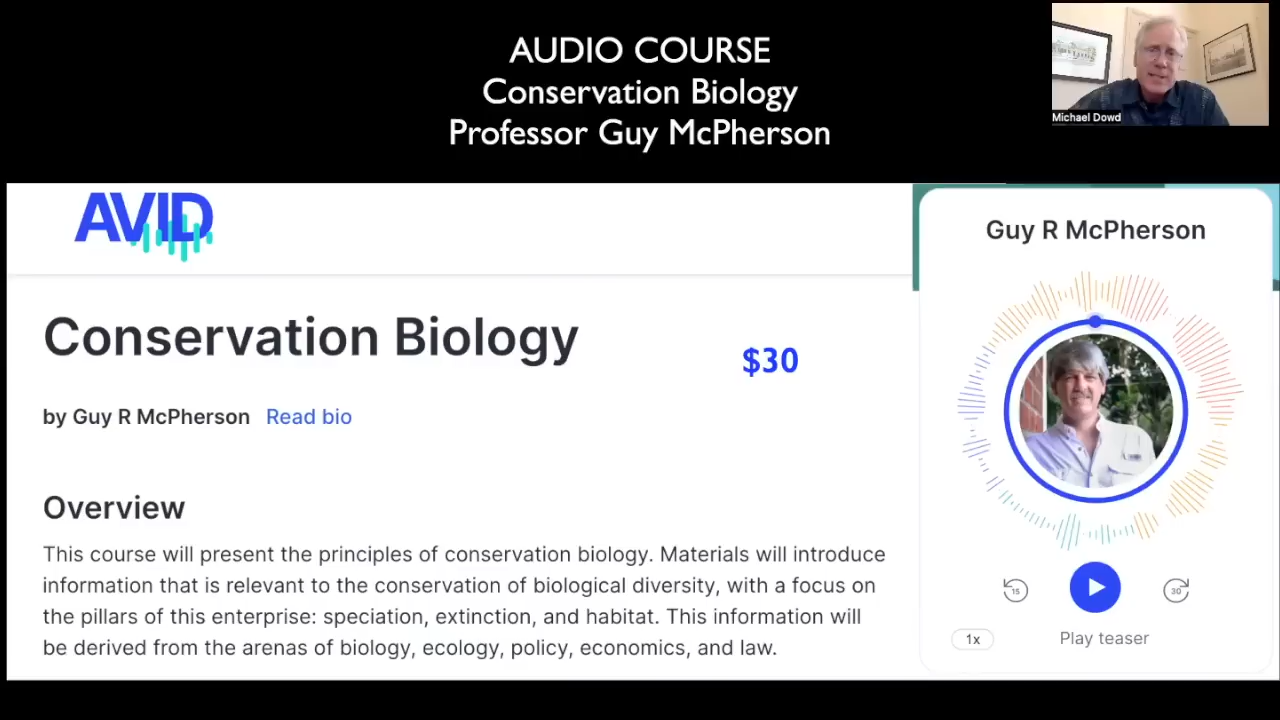 AUDIO COURSE
Conservation Biology
Professor Guy McPherson
Michael Dowd
AVID
Conservation Biology
$30
by Guy R McPherson Read bio
Overview
This course will present the principles of conservation biology. Materials will introduce
information that is relevant to the conservation of biological diversity, with a focus on
the pillars of this enterprise: speciation, extinction, and habitat. This information will
be derived from the arenas of biology, ecology, policy, economics, and law.
Guy R McPherson
15
30
1x
Play teaser